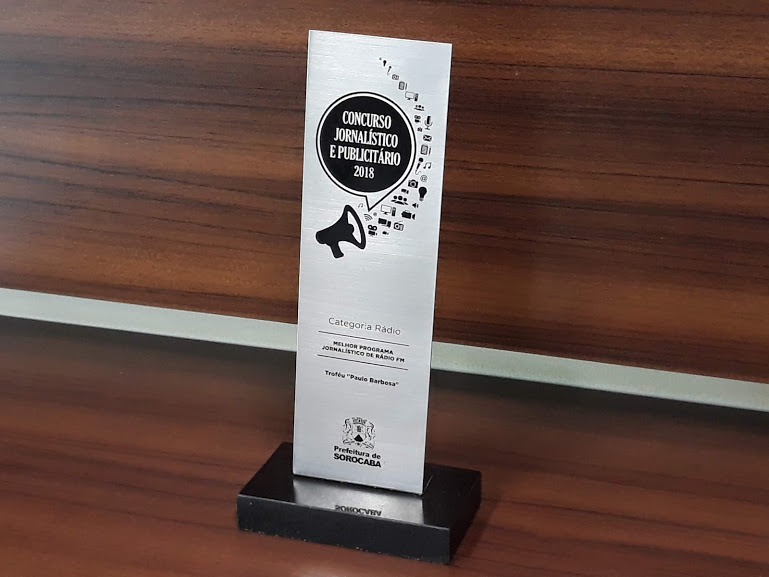 CONCURSO
JORNALÍSTICO
E PUBLICITÁRIO
2018
Categoria Rádio
MELHOR PROGRAMA
JORNALÍSTICO DE RÁDIO FM
Troféu "Paulo Barbosa"
Prefeitura de
SOROCABA